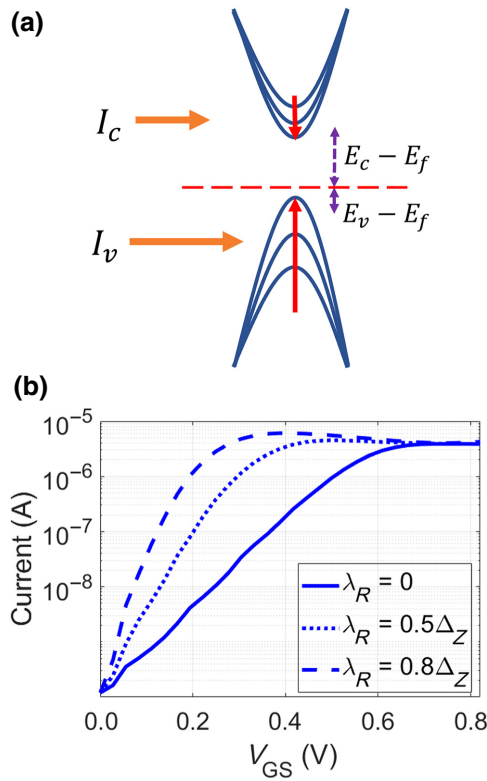 (a)
I_c
E_c − E_f
E_v − E_f
I_v
(b)
10^−5
10^−6
10^−7
10^−8
Current (A)
λ_R = 0
λ_R = 0.5Δ_Z
λ_R = 0.8Δ_Z
0.0 0.2 0.4 0.6 0.8
V_GS (V)